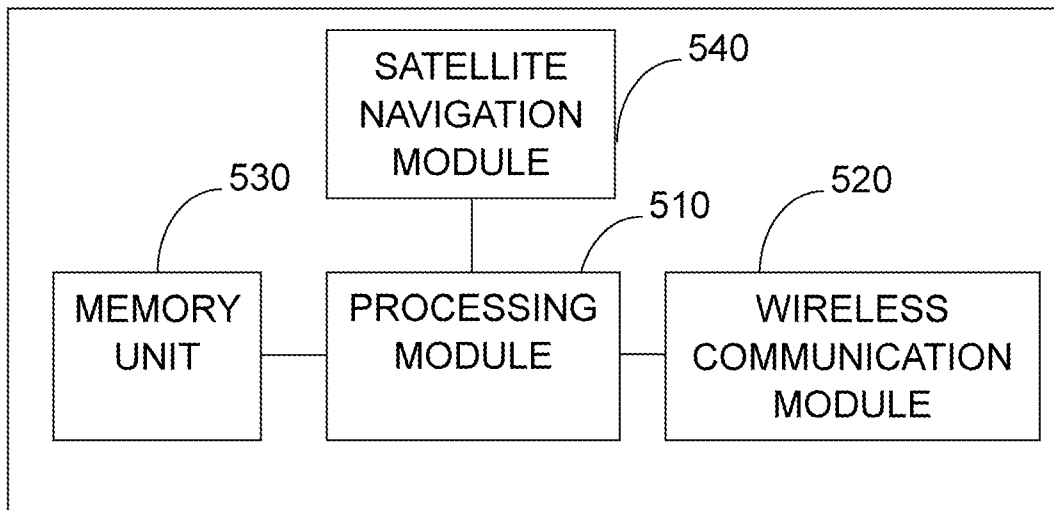 SATELLITE
NAVIGATION
MODULE
540
530
510
520
MEMORY
UNIT
PROCESSING
MODULE
WIRELESS
COMMUNICATION
MODULE